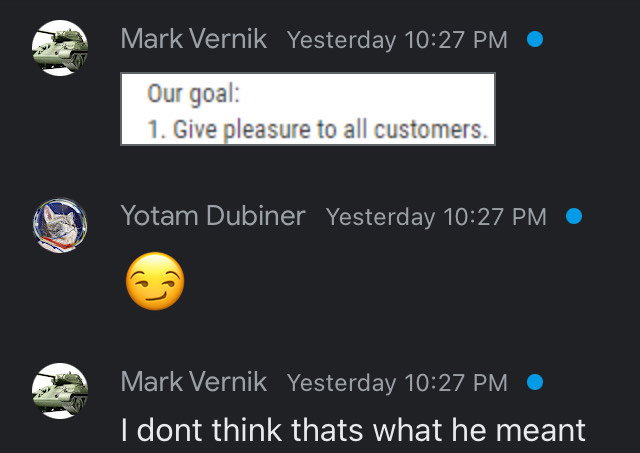 Mark Vernik Yesterday 10:27 PM
Our goal:
1. Give pleasure to all customers.
Yotam Dubiner Yesterday 10:27 PM
😏
Mark Vernik Yesterday 10:27 PM
I dont think thats what he meant